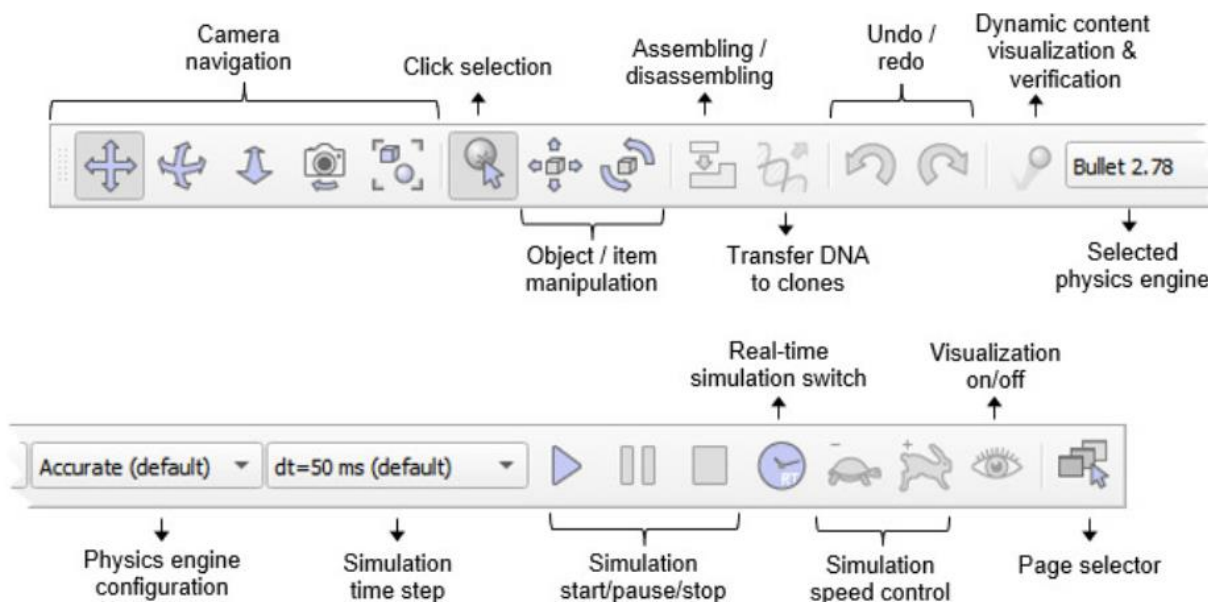 Camera
navigation
Click selection
Assembling /
disassembling
Undo /
redo
Dynamic content
visualization &
verification
Bullet 2.78
Object / item
manipulation
Transfer DNA
to clones
Selected
physics engine
Real-time
simulation switch
Visualization
on/off
Accurate (default)
dt=50 ms (default)
RT
- +
Physics engine
configuration
Simulation
time step
Simulation
start/pause/stop
Simulation
speed control
Page selector